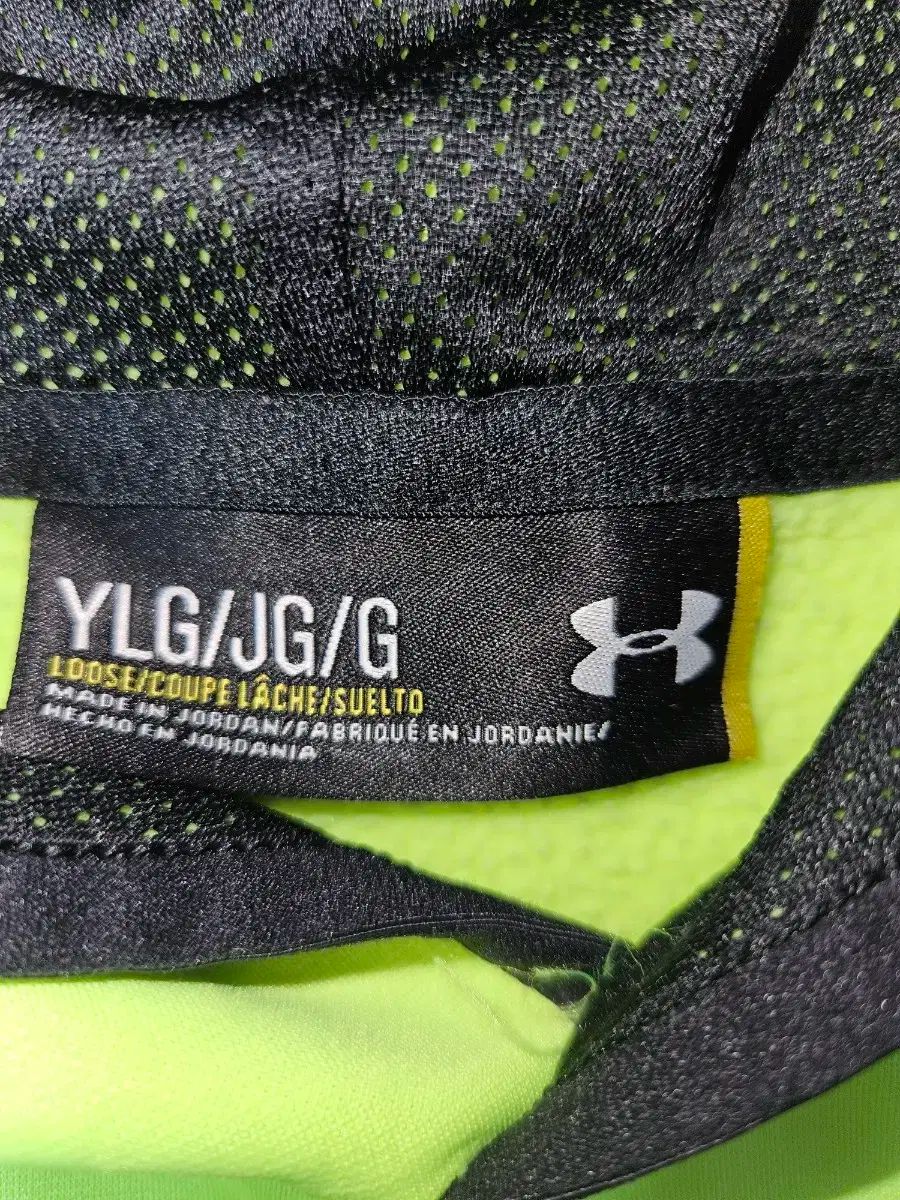 YLG/JG/G
LOOSE/COUPE LÂCHE/SUELTO
MADE IN JORDAN/FABRIQUÉ EN JORDANIE/
HECHO EN JORDANIA